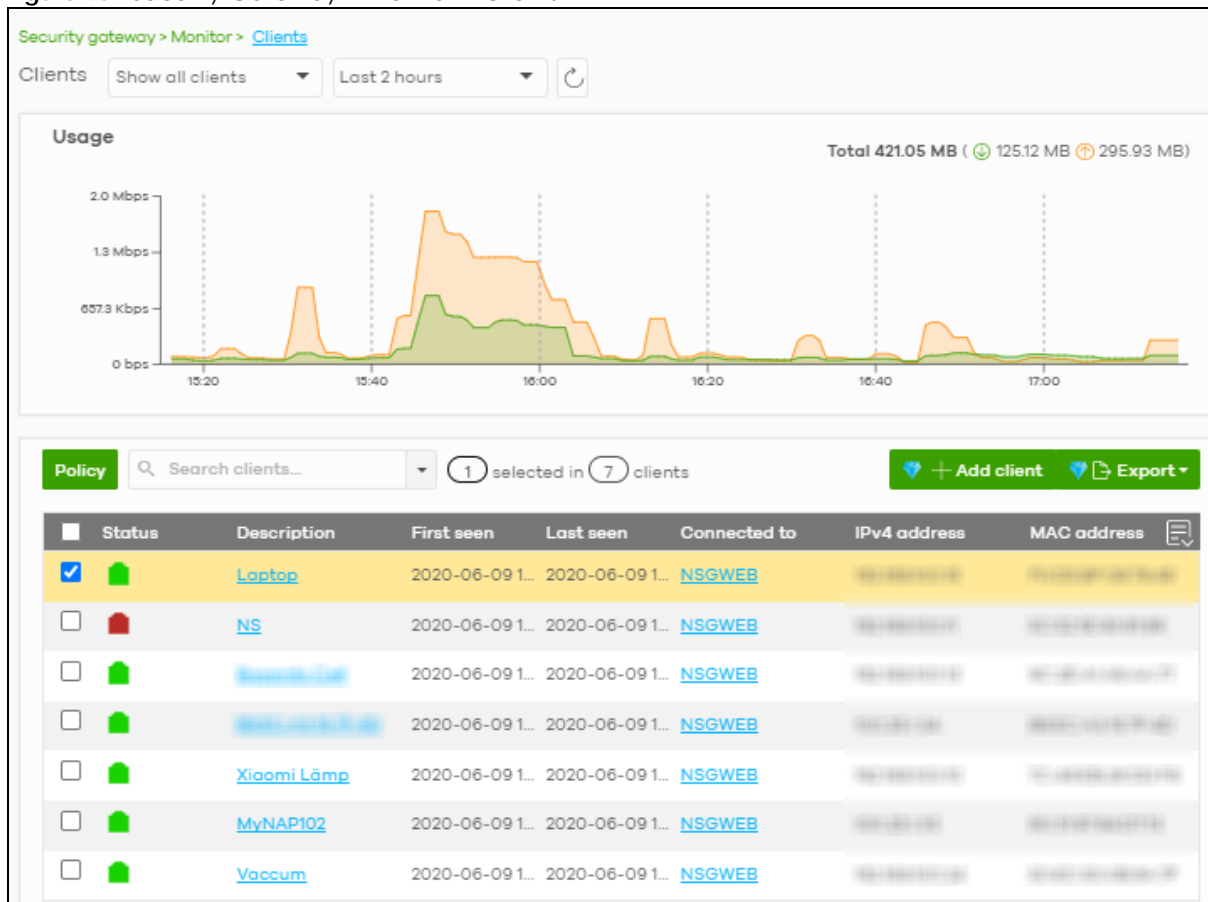 Security gateway > Monitor > Clients
Clients Show all clients Last 2 hours
Usage
Total 421.05 MB ( 125.12 MB 295.93 MB)
2.0 Mbps
1.3 Mbps
657.3 Kbps
0 bps
15:20 15:40 16:00 16:20 16:40 17:00
Policy Search clients... 1 selected in 7 clients + Add client Export
Status Description First seen Last seen Connected to IPv4 address MAC address
Laptop 2020-06-09 1... 2020-06-09 1... NSGWEB
NS 2020-06-09 1... 2020-06-09 1... NSGWEB
2020-06-09 1... 2020-06-09 1... NSGWEB
2020-06-09 1... 2020-06-09 1... NSGWEB
Xiaomi Lämp 2020-06-09 1... 2020-06-09 1... NSGWEB
MyNAP102 2020-06-09 1... 2020-06-09 1... NSGWEB
Vaccum 2020-06-09 1... 2020-06-09 1... NSGWEB